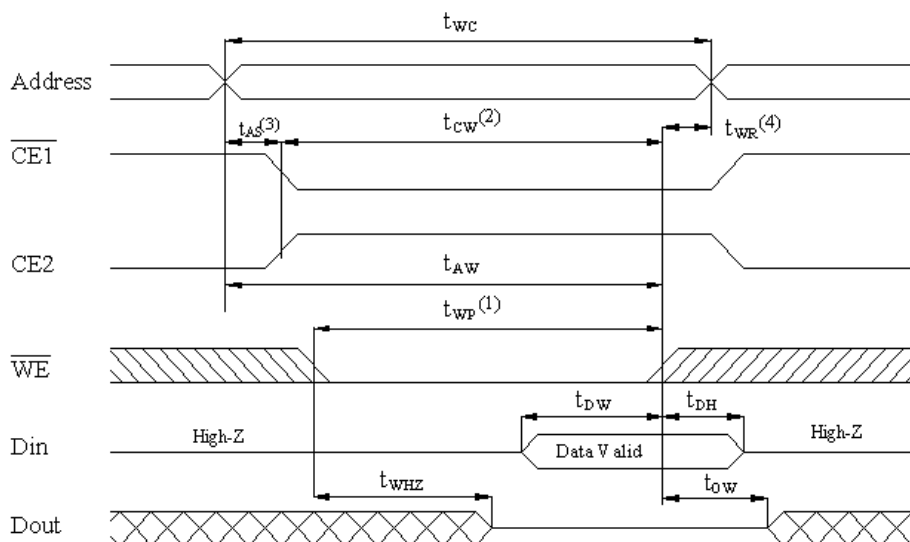 tWC
Address
tAS(3) tCW(2) tWR(4)
CE1
CE2
tAW
tWP(1)
WE
tDW tDH
Din High-Z Data V alid High-Z
tWHZ tOW
Dout